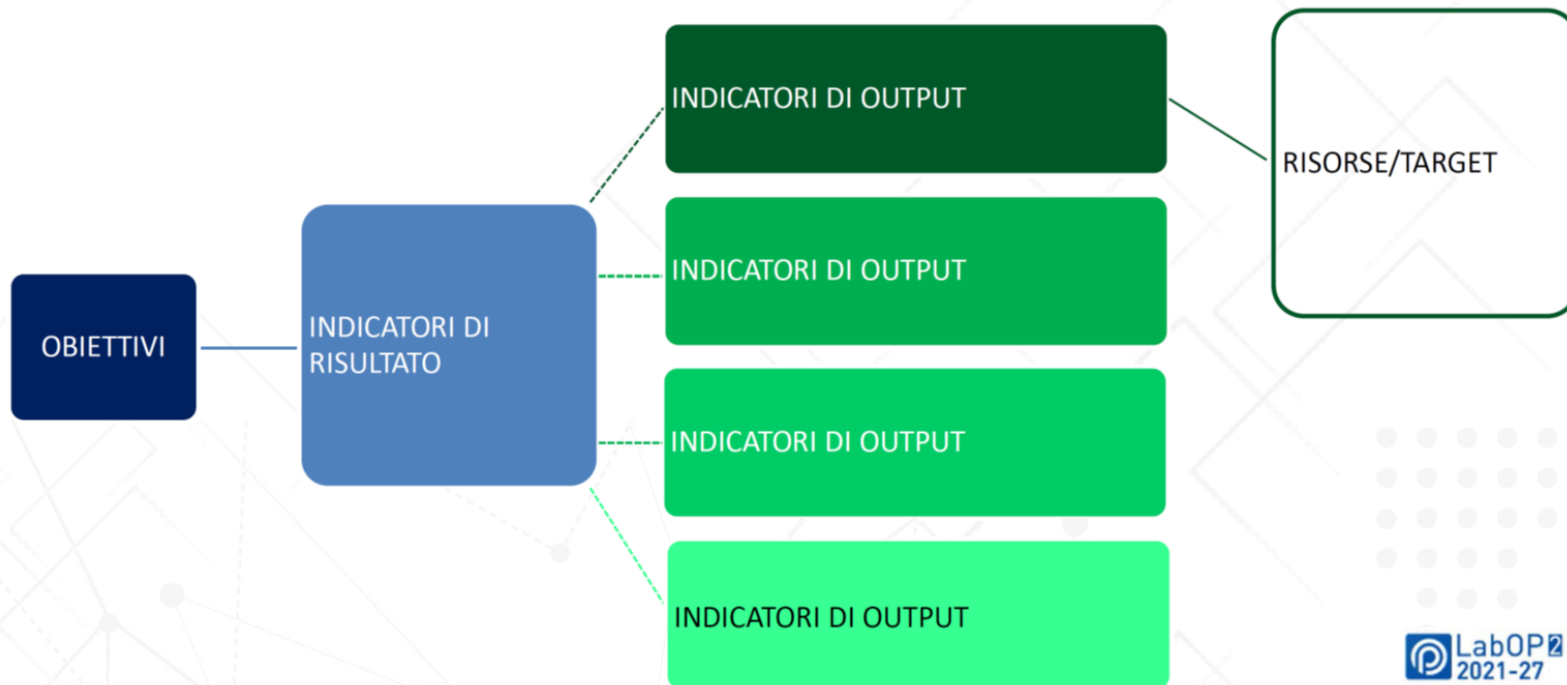 INDICATORI DI OUTPUT
RISORSE/TARGET
INDICATORI DI OUTPUT
OBIETTIVI
INDICATORI DI
RISULTATO
INDICATORI DI OUTPUT
INDICATORI DI OUTPUT
LabOP2
2021-27